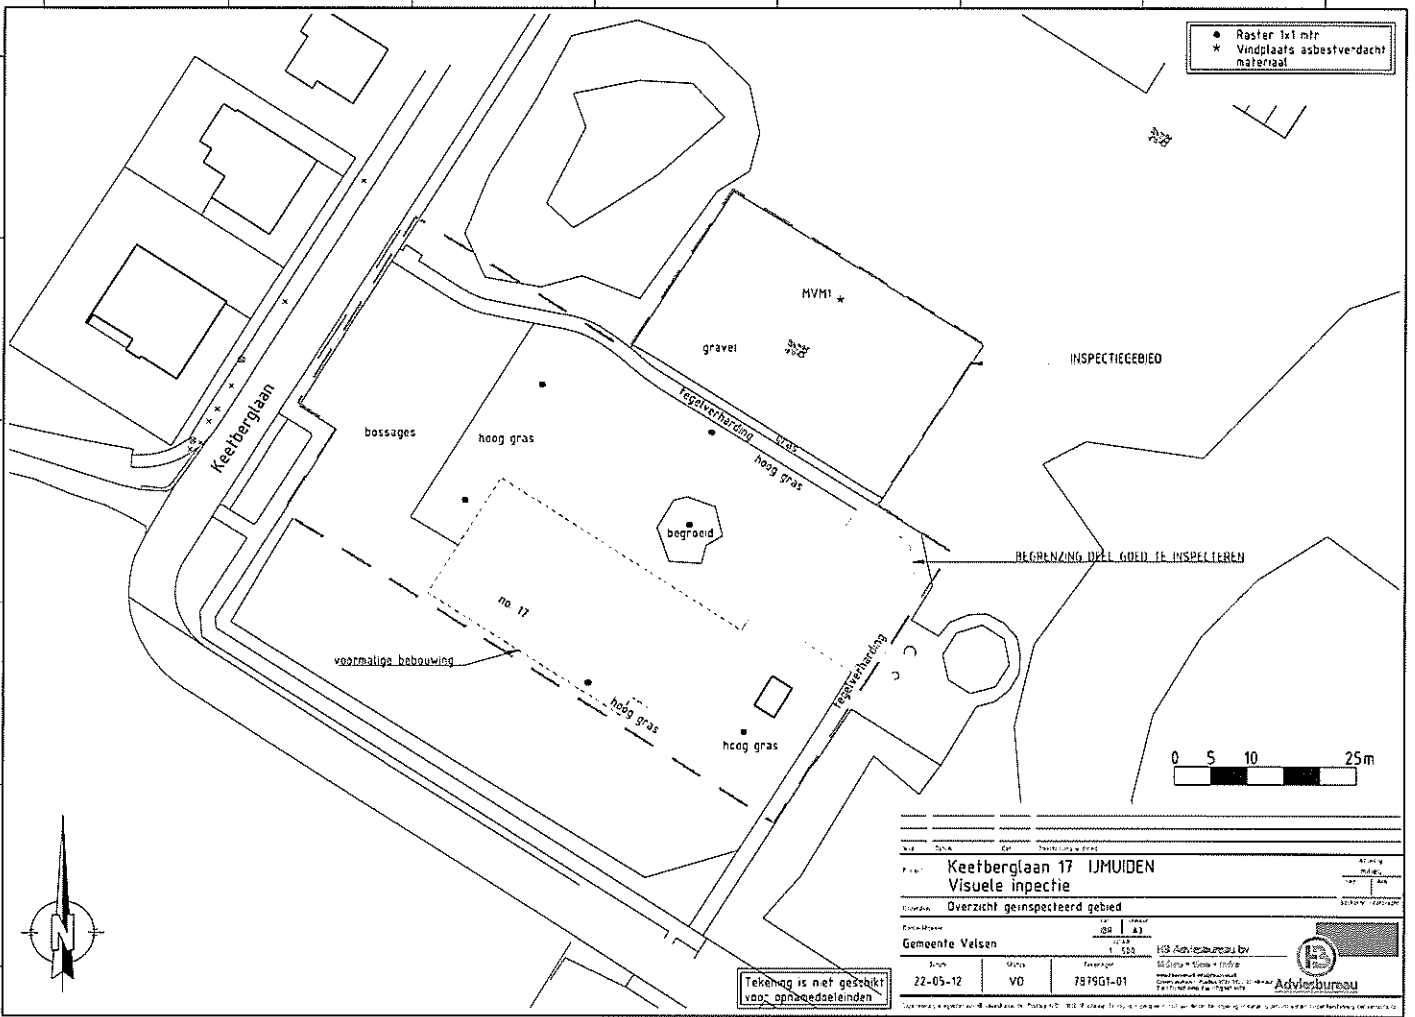 Raster 1x1 mtr
Vindplaats asbestverdacht
materiaal
MVM1
gravel
INSPECTIEGEBIED
Keetberglaan
bossages
hoog gras
tegelverharding
gras
hoog gras
begroeid
BEGRENZING DEEL GOED TE INSPECTEREN
no. 17
voormalige bebouwing
tegelverharding
hoog gras
hoog gras
0 5 10 25m
N
Keetberglaan 17 IJMUIDEN
Visuele inpectie
Overzicht geinspecteerd gebied
Gemeente Velsen
A3
1 500
HB Adviesbureau bv
22-05-12 VO 7879G1-01
HB
Adviesbureau
Tekening is niet geschikt
voor opnamedoeleinden